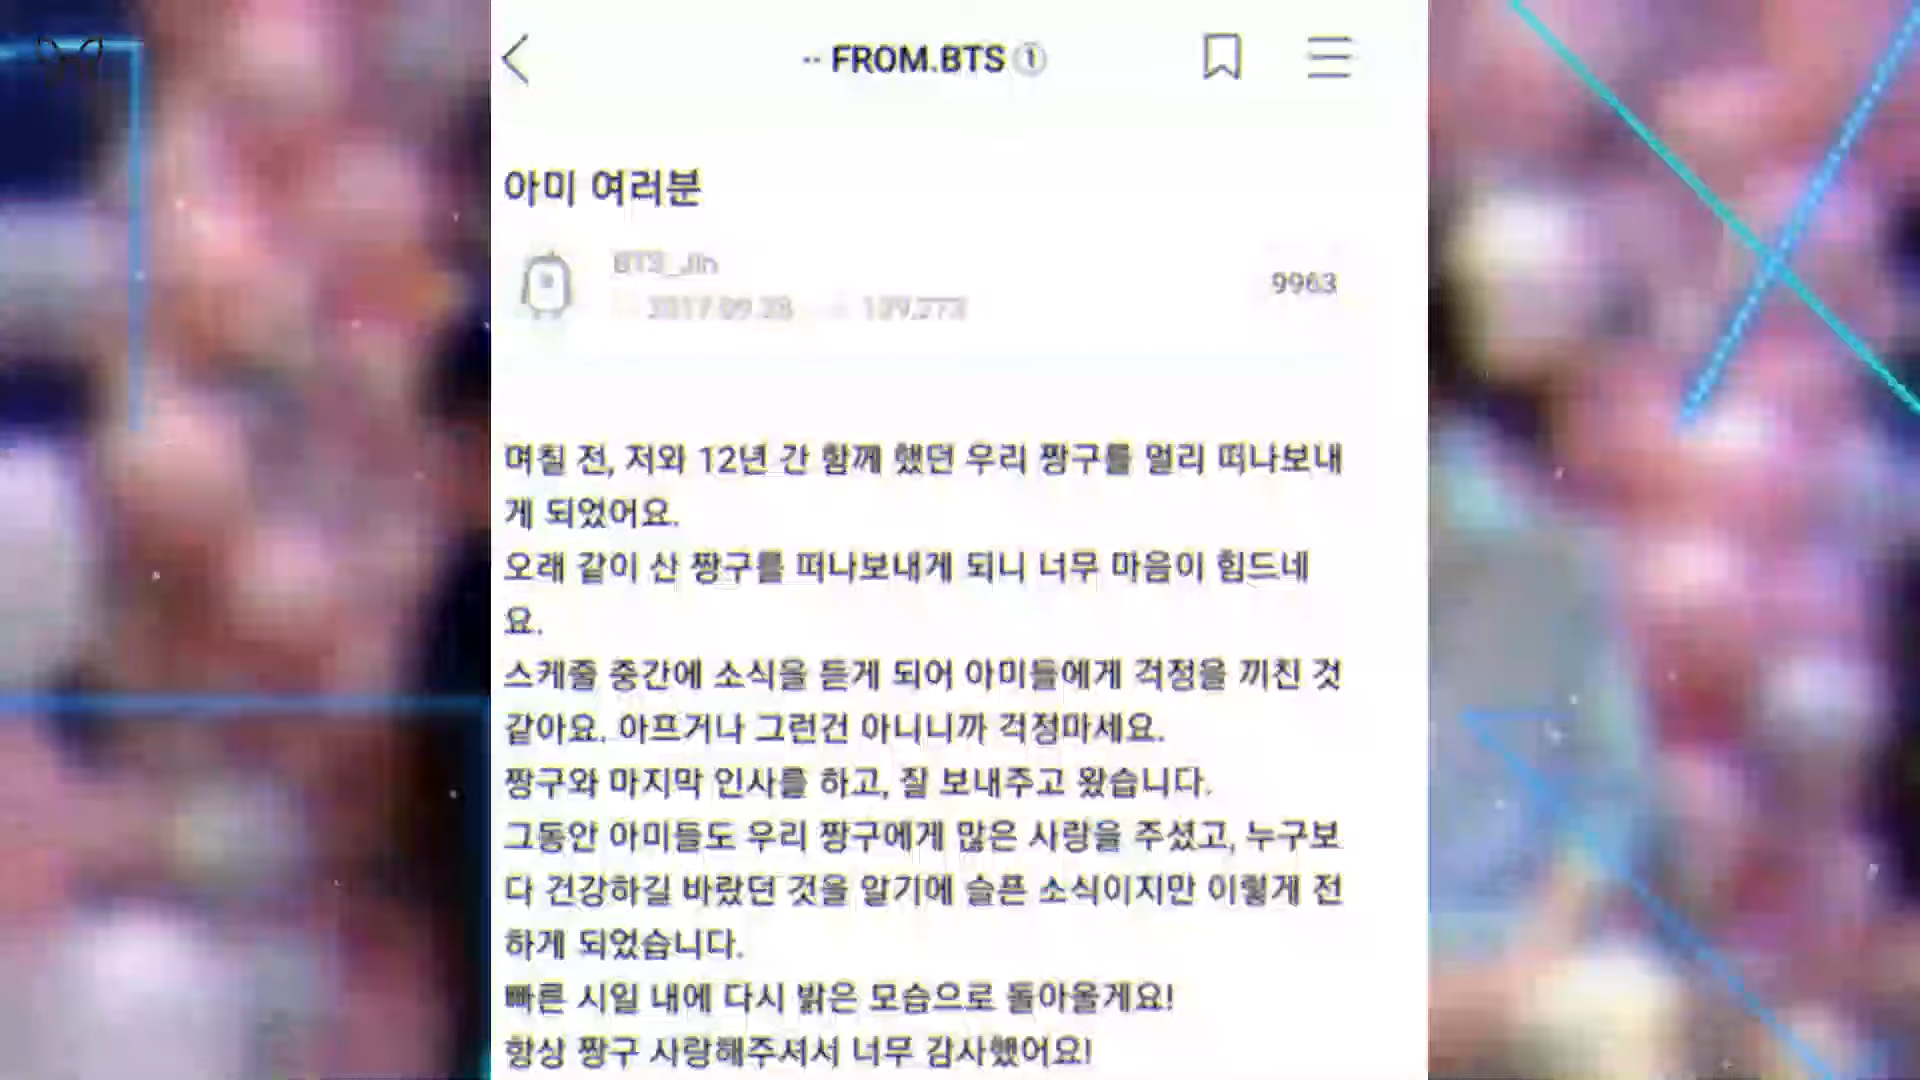 FROM.BTS 1
아미 여러분
BTS_Jin
2017.09.28
9963
며칠 전, 저와 12년 간 함께 했던 우리 짱구를 멀리 떠나보내
게 되었어요.
오래 같이 산 짱구를 떠나보내게 되니 너무 마음이 힘드네
요.
스케줄 중간에 소식을 듣게 되어 아미들에게 걱정을 끼친 것
같아요. 아프거나 그런건 아니니까 걱정마세요.
짱구와 마지막 인사를 하고, 잘 보내주고 왔습니다.
그동안 아미들도 우리 짱구에게 많은 사랑을 주셨고, 누구보
다 건강하길 바랐던 것을 알기에 슬픈 소식이지만 이렇게 전
하게 되었습니다.
빠른 시일 내에 다시 밝은 모습으로 돌아올게요!
항상 짱구 사랑해주셔서 너무 감사했어요!